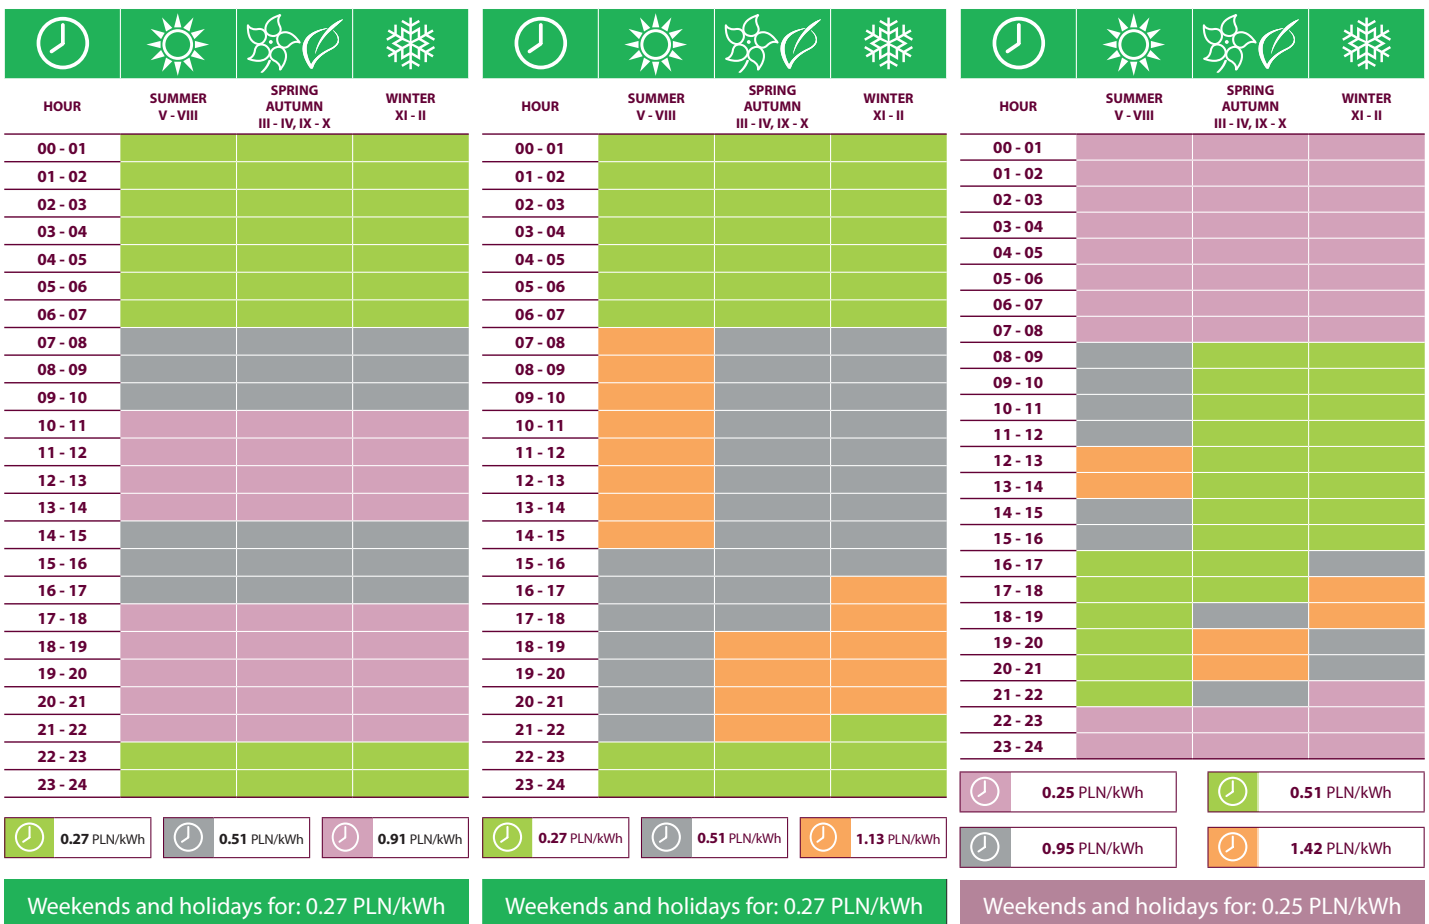 HOUR
SUMMER
V - VIII
SPRING
AUTUMN
III - IV, IX - X
WINTER
XI - II
00 - 01
01 - 02
02 - 03
03 - 04
04 - 05
05 - 06
06 - 07
07 - 08
08 - 09
09 - 10
10 - 11
11 - 12
12 - 13
13 - 14
14 - 15
15 - 16
16 - 17
17 - 18
18 - 19
19 - 20
20 - 21
21 - 22
22 - 23
23 - 24
0.27 PLN/kWh
0.51 PLN/kWh
0.91 PLN/kWh
Weekends and holidays for: 0.27 PLN/kWh
HOUR
SUMMER
V - VIII
SPRING
AUTUMN
III - IV, IX - X
WINTER
XI - II
00 - 01
01 - 02
02 - 03
03 - 04
04 - 05
05 - 06
06 - 07
07 - 08
08 - 09
09 - 10
10 - 11
11 - 12
12 - 13
13 - 14
14 - 15
15 - 16
16 - 17
17 - 18
18 - 19
19 - 20
20 - 21
21 - 22
22 - 23
23 - 24
0.27 PLN/kWh
0.51 PLN/kWh
1.13 PLN/kWh
Weekends and holidays for: 0.27 PLN/kWh
HOUR
SUMMER
V - VIII
SPRING
AUTUMN
III - IV, IX - X
WINTER
XI - II
00 - 01
01 - 02
02 - 03
03 - 04
04 - 05
05 - 06
06 - 07
07 - 08
08 - 09
09 - 10
10 - 11
11 - 12
12 - 13
13 - 14
14 - 15
15 - 16
16 - 17
17 - 18
18 - 19
19 - 20
20 - 21
21 - 22
22 - 23
23 - 24
0.25 PLN/kWh
0.51 PLN/kWh
0.95 PLN/kWh
1.42 PLN/kWh
Weekends and holidays for: 0.25 PLN/kWh